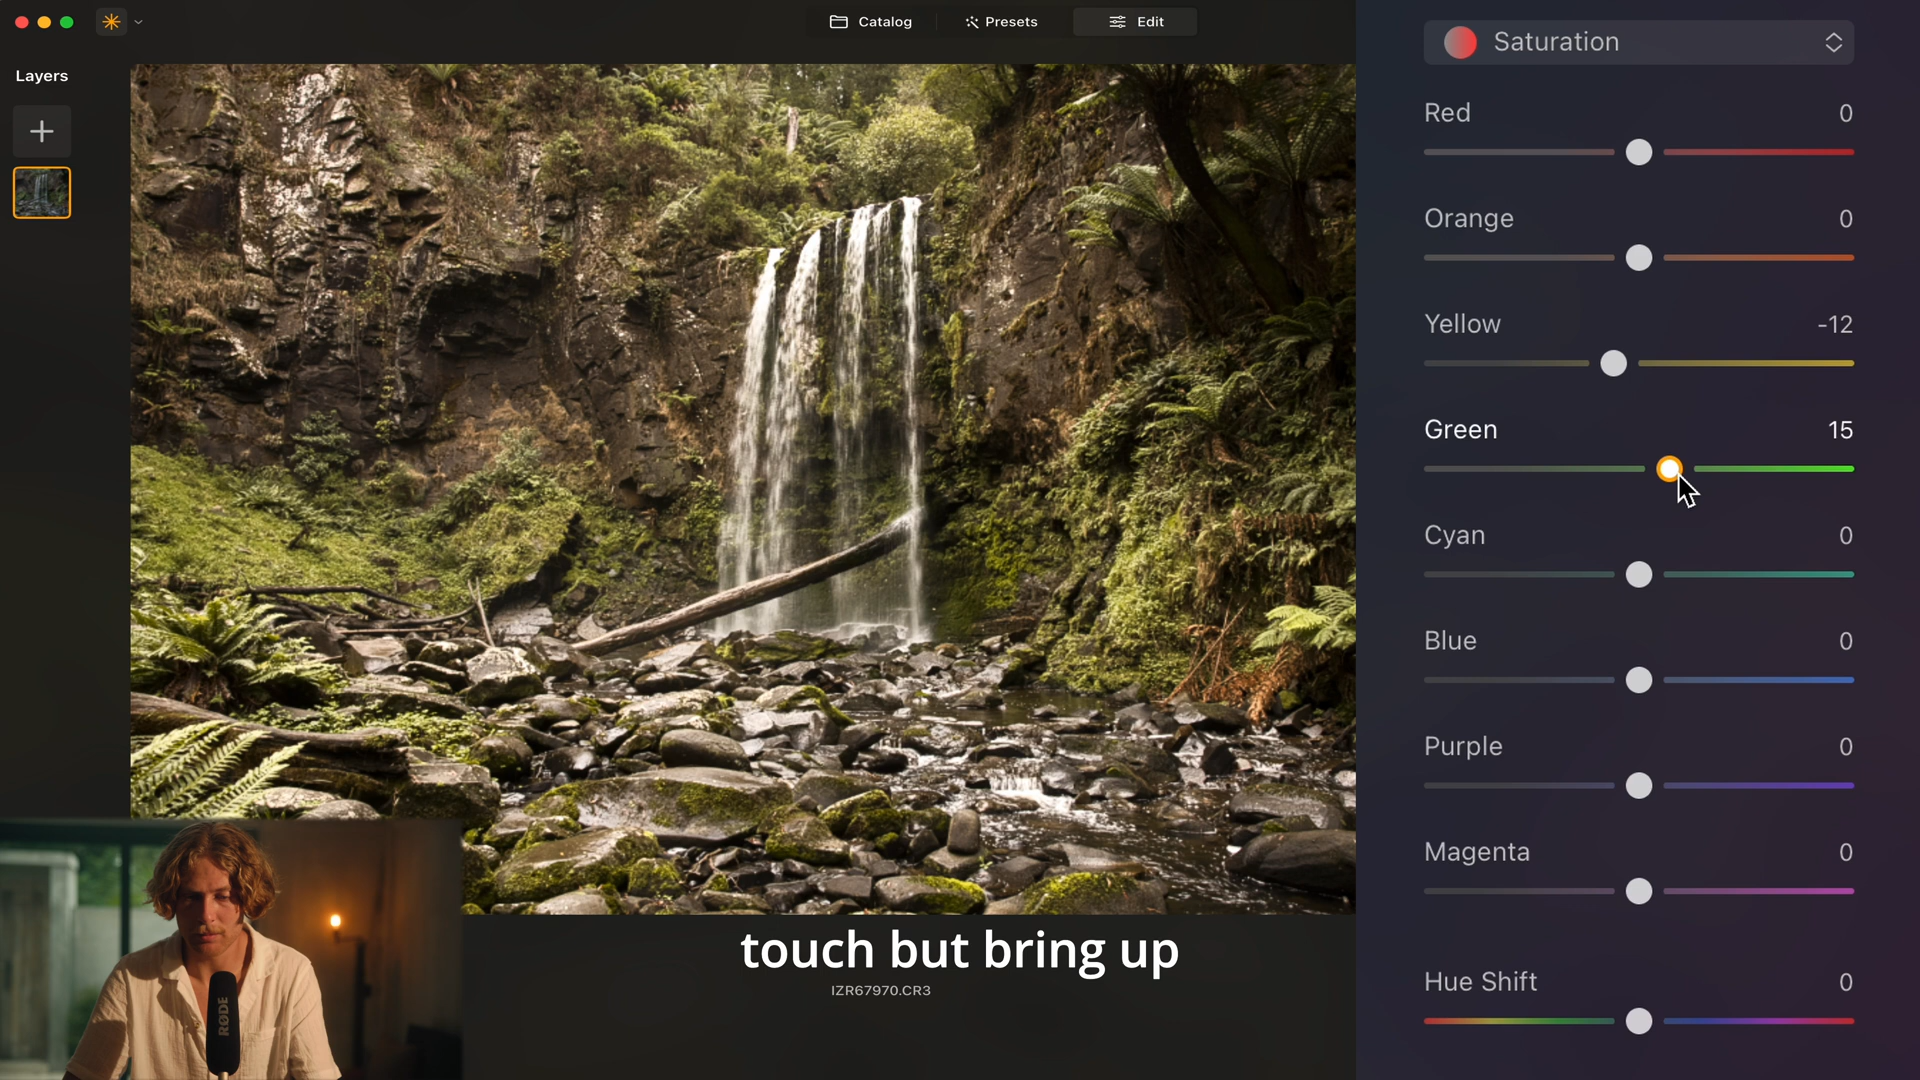 Catalog
Presets
Edit
Layers
Saturation
Red 0
Orange 0
Yellow -12
Green 15
Cyan 0
Blue 0
Purple 0
Magenta 0
Hue Shift 0
touch but bring up
IZR67970.CR3
RØDE